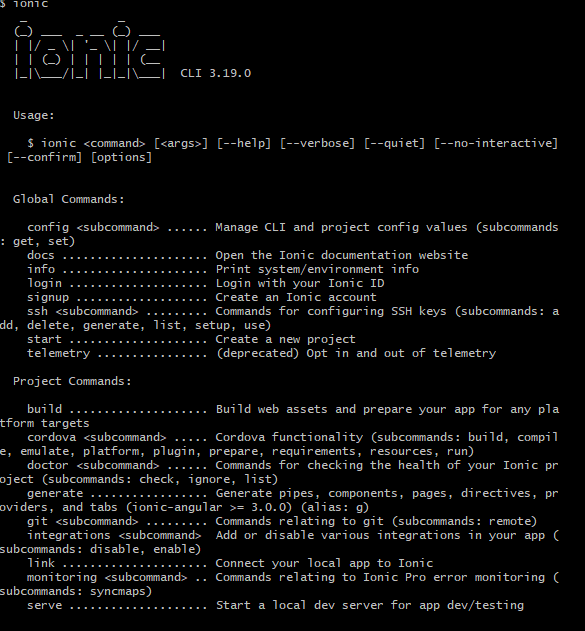 $ ionic
 _             _
(_) ___  _ __ (_) ___
| |/ _ \| '_ \| |/ __|
| | (_) | | | | | (__
|_|\___/|_| |_|_|\___|  CLI 3.19.0
Usage:
$ ionic <command> [<args>] [--help] [--verbose] [--quiet] [--no-interactive]
[--confirm] [options]
Global Commands:
config <subcommand> ...... Manage CLI and project config values (subcommands
: get, set)
docs ..................... Open the Ionic documentation website
info ..................... Print system/environment info
login .................... Login with your Ionic ID
signup ................... Create an Ionic account
ssh <subcommand> ......... Commands for configuring SSH keys (subcommands: a
dd, delete, generate, list, setup, use)
start .................... Create a new project
telemetry ................ (deprecated) Opt in and out of telemetry
Project Commands:
build .................... Build web assets and prepare your app for any pla
tform targets
cordova <subcommand> ..... Cordova functionality (subcommands: build, compil
e, emulate, platform, plugin, prepare, requirements, resources, run)
doctor <subcommand> ...... Commands for checking the health of your Ionic pr
oject (subcommands: check, ignore, list)
generate ................. Generate pipes, components, pages, directives, pr
oviders, and tabs (ionic-angular >= 3.0.0) (alias: g)
git <subcommand> ......... Commands relating to git (subcommands: remote)
integrations <subcommand>  Add or disable various integrations in your app (
subcommands: disable, enable)
link ..................... Connect your local app to Ionic
monitoring <subcommand> .. Commands relating to Ionic Pro error monitoring (
subcommands: syncmaps)
serve .................... Start a local dev server for app dev/testing